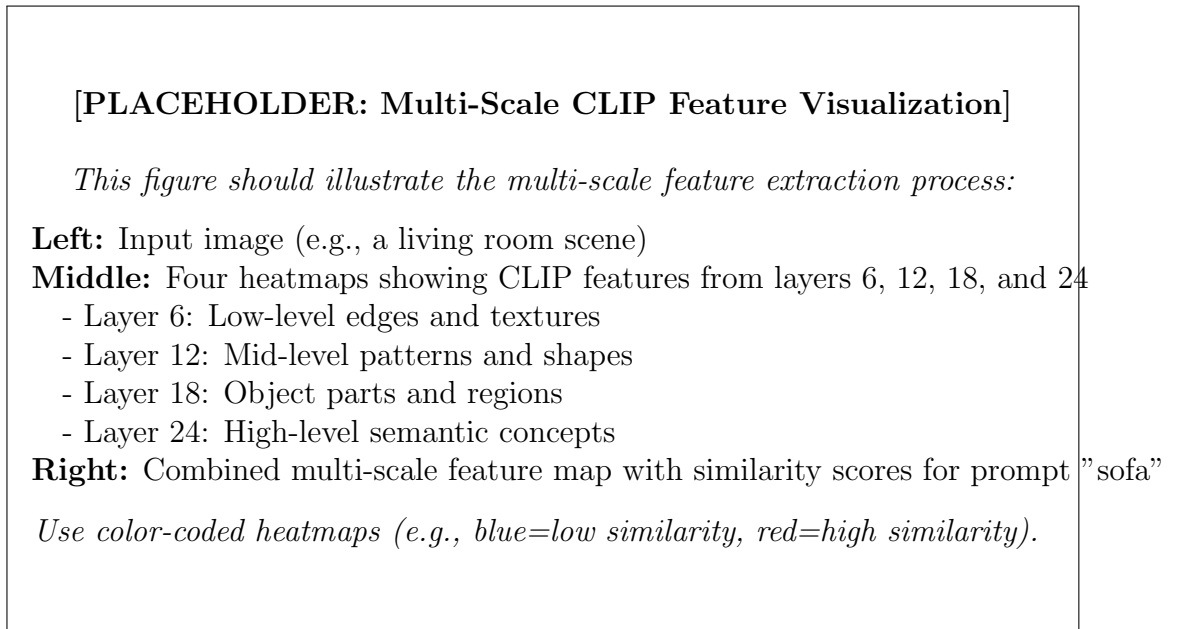 [PLACEHOLDER: Multi-Scale CLIP Feature Visualization]
This figure should illustrate the multi-scale feature extraction process:
Left: Input image (e.g., a living room scene)
Middle: Four heatmaps showing CLIP features from layers 6, 12, 18, and 24
- Layer 6: Low-level edges and textures
- Layer 12: Mid-level patterns and shapes
- Layer 18: Object parts and regions
- Layer 24: High-level semantic concepts
Right: Combined multi-scale feature map with similarity scores for prompt ”sofa”
Use color-coded heatmaps (e.g., blue=low similarity, red=high similarity).